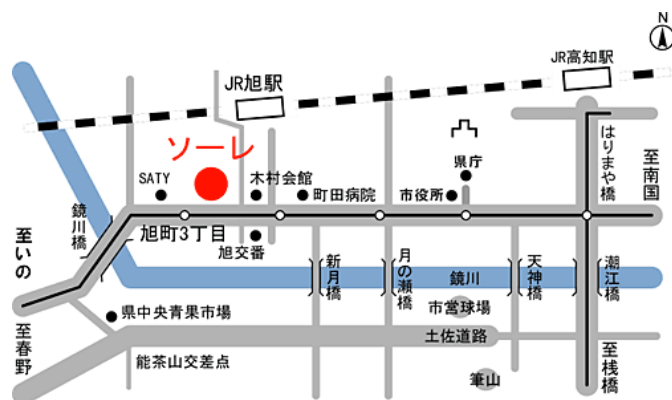 N
JR高知駅
JR旭駅
はりまや橋
至南国
ソーレ
県庁
SATY
木村会館
町田病院
市役所
鏡川橋
旭町3丁目
旭交番
至いの
新月橋
月の瀬橋
鏡川
天神橋
潮江橋
市営球場
県中央青果市場
至春野
土佐道路
能茶山交差点
筆山
至桟橋